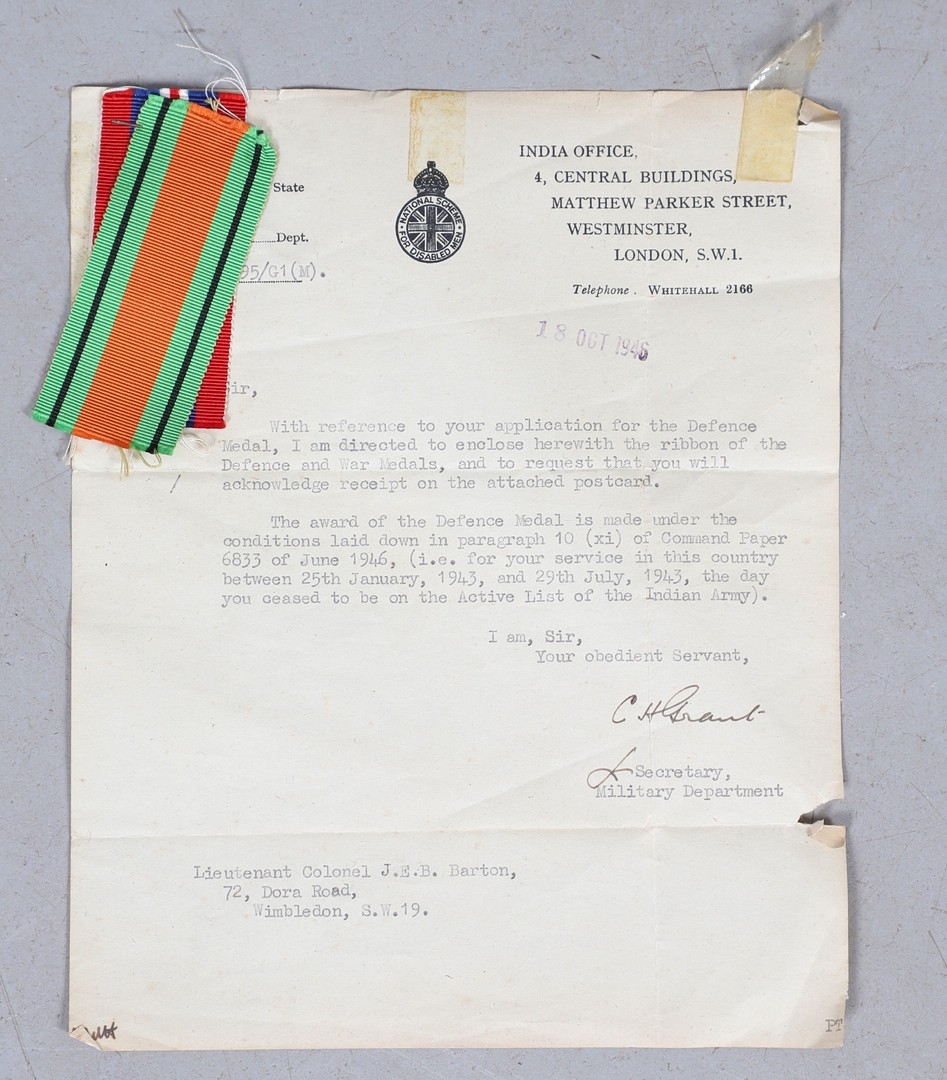 State
Dept.
95/G1(M).
NATIONAL SCHEME
FOR DISABLED MEN
INDIA OFFICE,
4, CENTRAL BUILDINGS,
MATTHEW PARKER STREET,
WESTMINSTER,
LONDON, S.W.1.
Telephone . WHITEHALL 2166
18 OCT 1946
Sir,
With reference to your application for the Defence
Medal, I am directed to enclose herewith the ribbon of the
Defence and War Medals, and to request that you will
acknowledge receipt on the attached postcard.
The award of the Defence Medal is made under the
conditions laid down in paragraph 10 (xi) of Command Paper
6833 of June 1946, (i.e. for your service in this country
between 25th January, 1943, and 29th July, 1943, the day
you ceased to be on the Active List of the Indian Army).
I am, Sir,
Your obedient Servant,
C H Grant
Secretary,
Military Department
Lieutenant Colonel J.E.B. Barton,
72, Dora Road,
Wimbledon, S.W.19.
PT